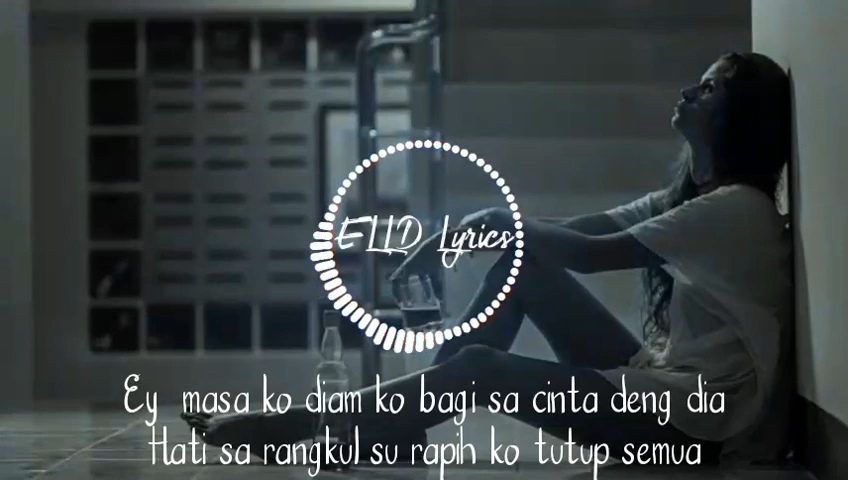 ELLD Lyrics
Ey masa ko diam ko bagi sa cinta deng dia
Hati sa rangkul su rapih ko tutup semua